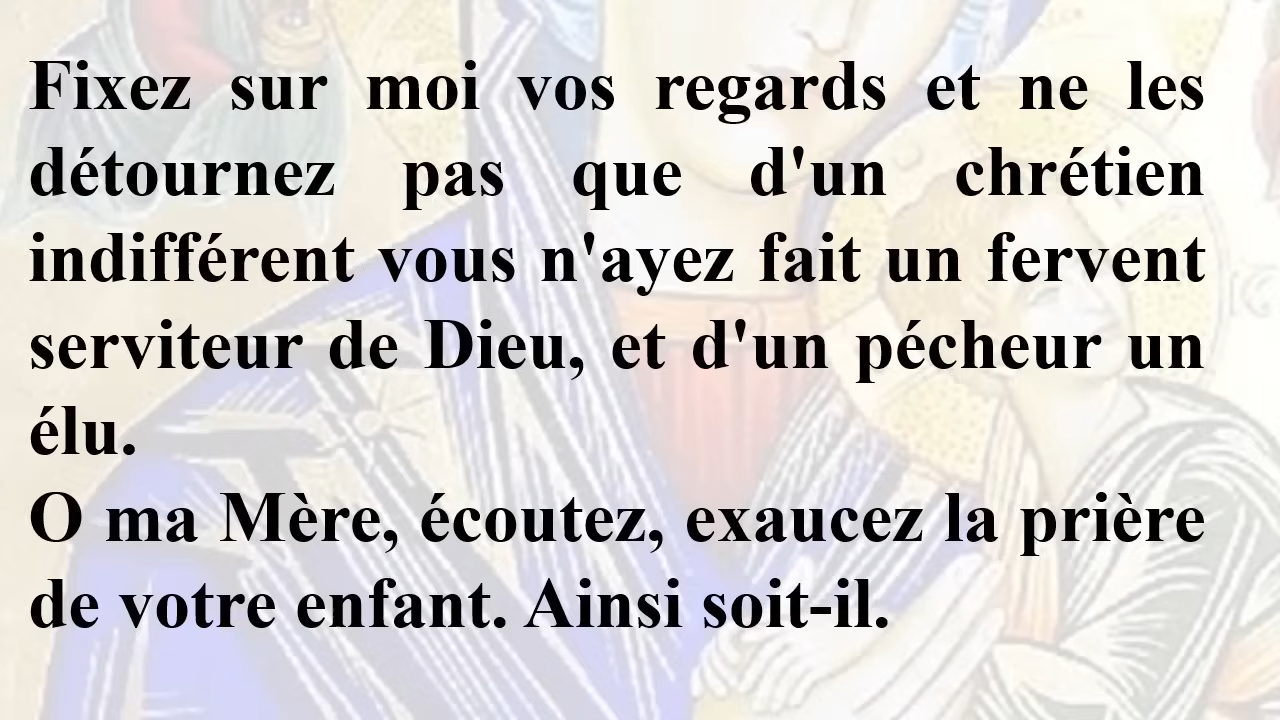 Fixez sur moi vos regards et ne les
détournez pas que d'un chrétien
indifférent vous n'ayez fait un fervent
serviteur de Dieu, et d'un pécheur un
élu.
O ma Mère, écoutez, exaucez la prière
de votre enfant. Ainsi soit-il.